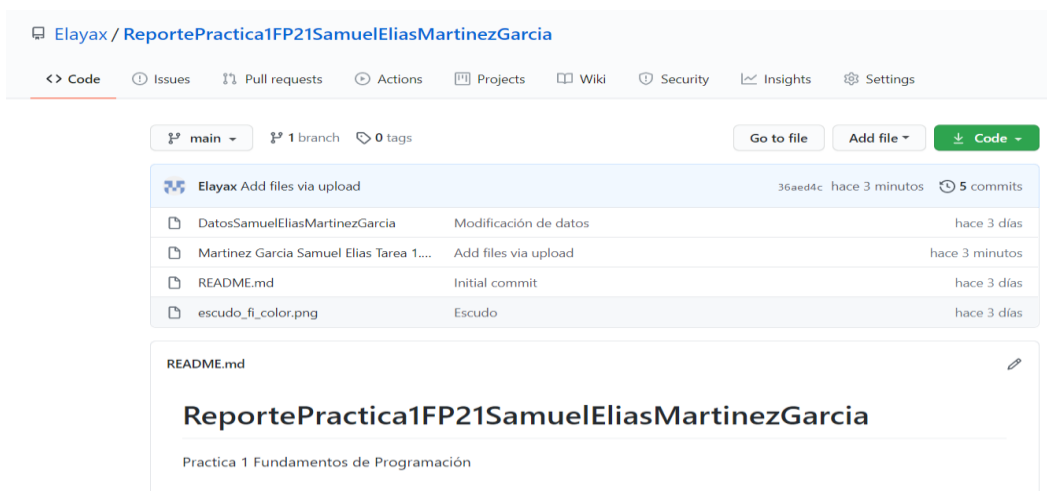 Elayax / ReportePractica1FP21SamuelEliasMartinezGarcia
<> Code Issues Pull requests Actions Projects Wiki Security Insights Settings
main 1 branch 0 tags Go to file Add file Code
Elayax Add files via upload 36aed4c hace 3 minutos 5 commits
DatosSamuelEliasMartinezGarcia Modificación de datos hace 3 días
Martinez Garcia Samuel Elias Tarea 1.... Add files via upload hace 3 minutos
README.md Initial commit hace 3 días
escudo_fi_color.png Escudo hace 3 días
README.md
ReportePractica1FP21SamuelEliasMartinezGarcia
Practica 1 Fundamentos de Programación